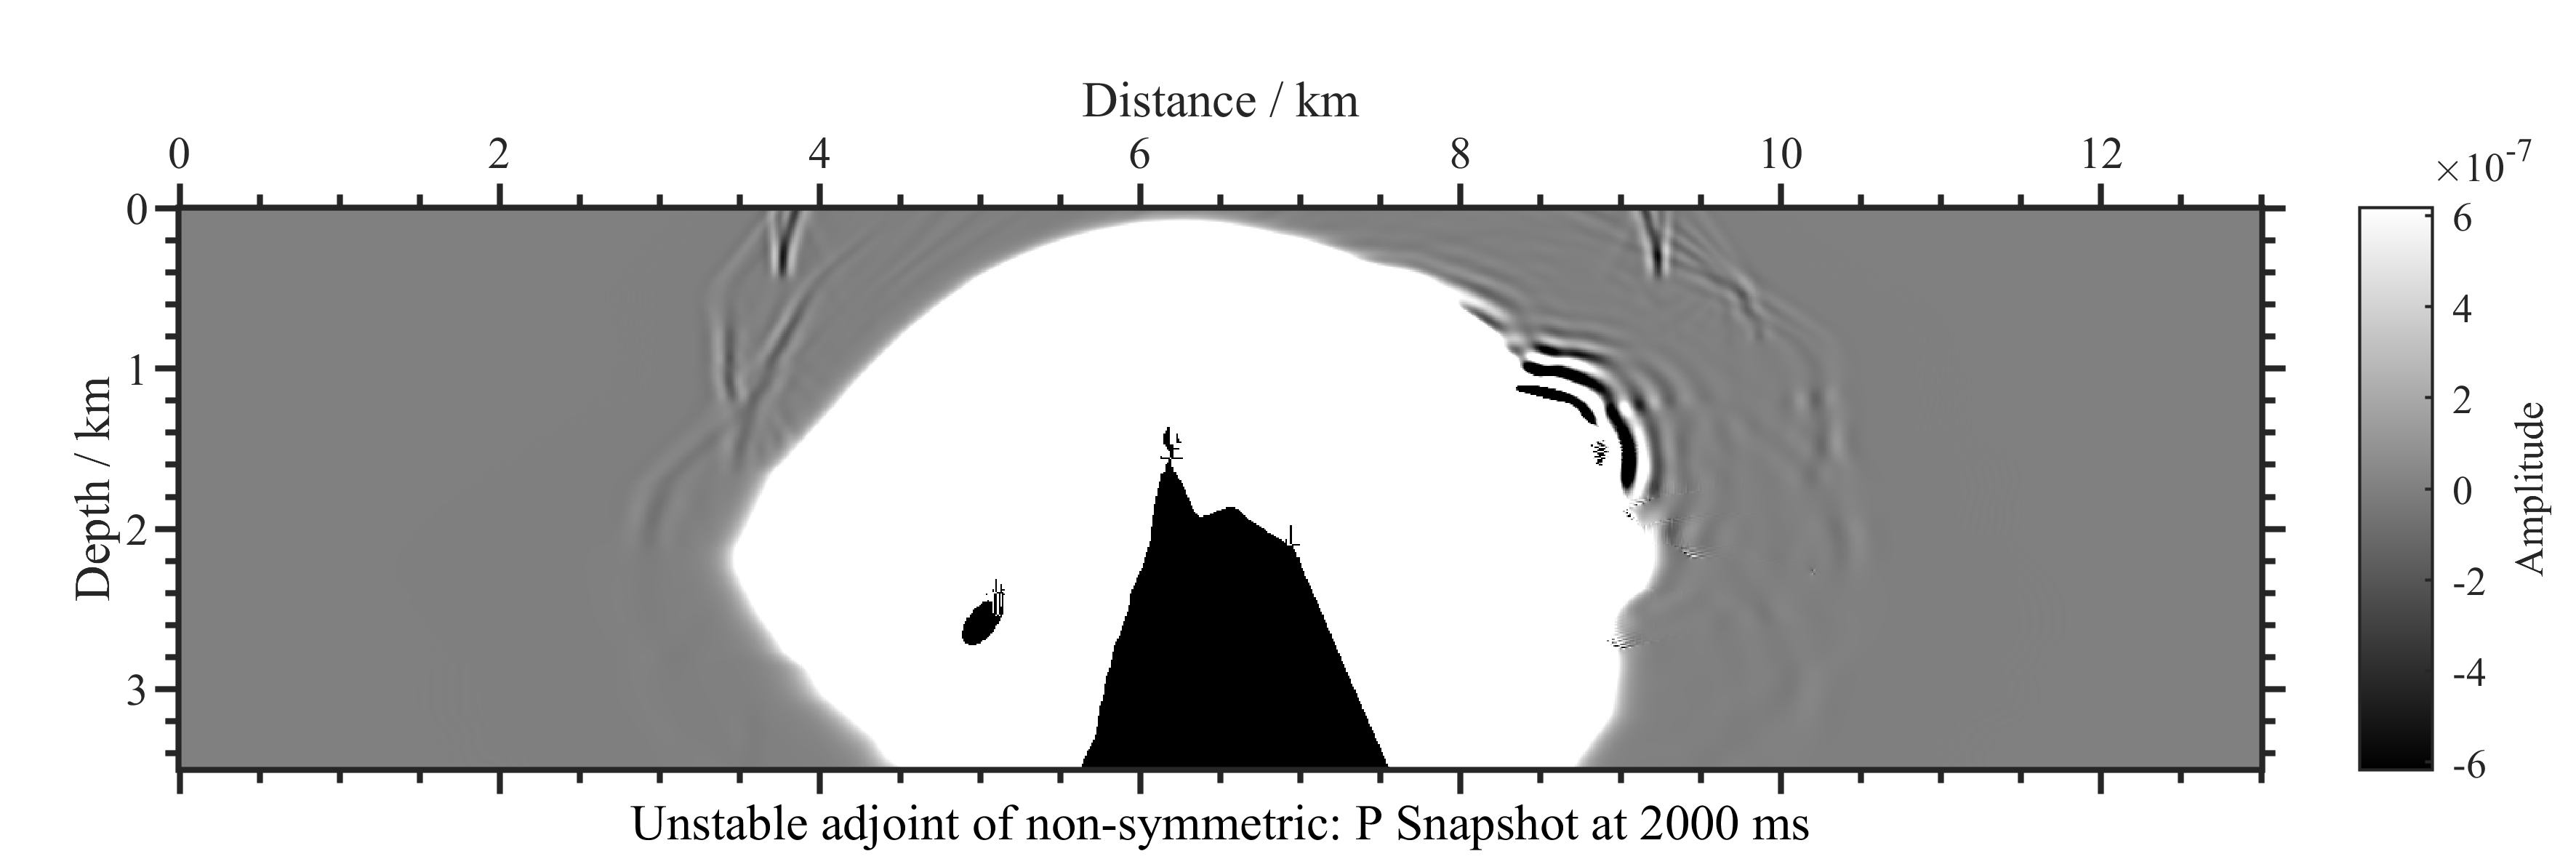 Distance / km
0 2 4 6 8 10 12
×10-7
0
1
2
3
Depth / km
6
4
2
0
-2
-4
-6
Amplitude
Unstable adjoint of non-symmetric: P Snapshot at 2000 ms